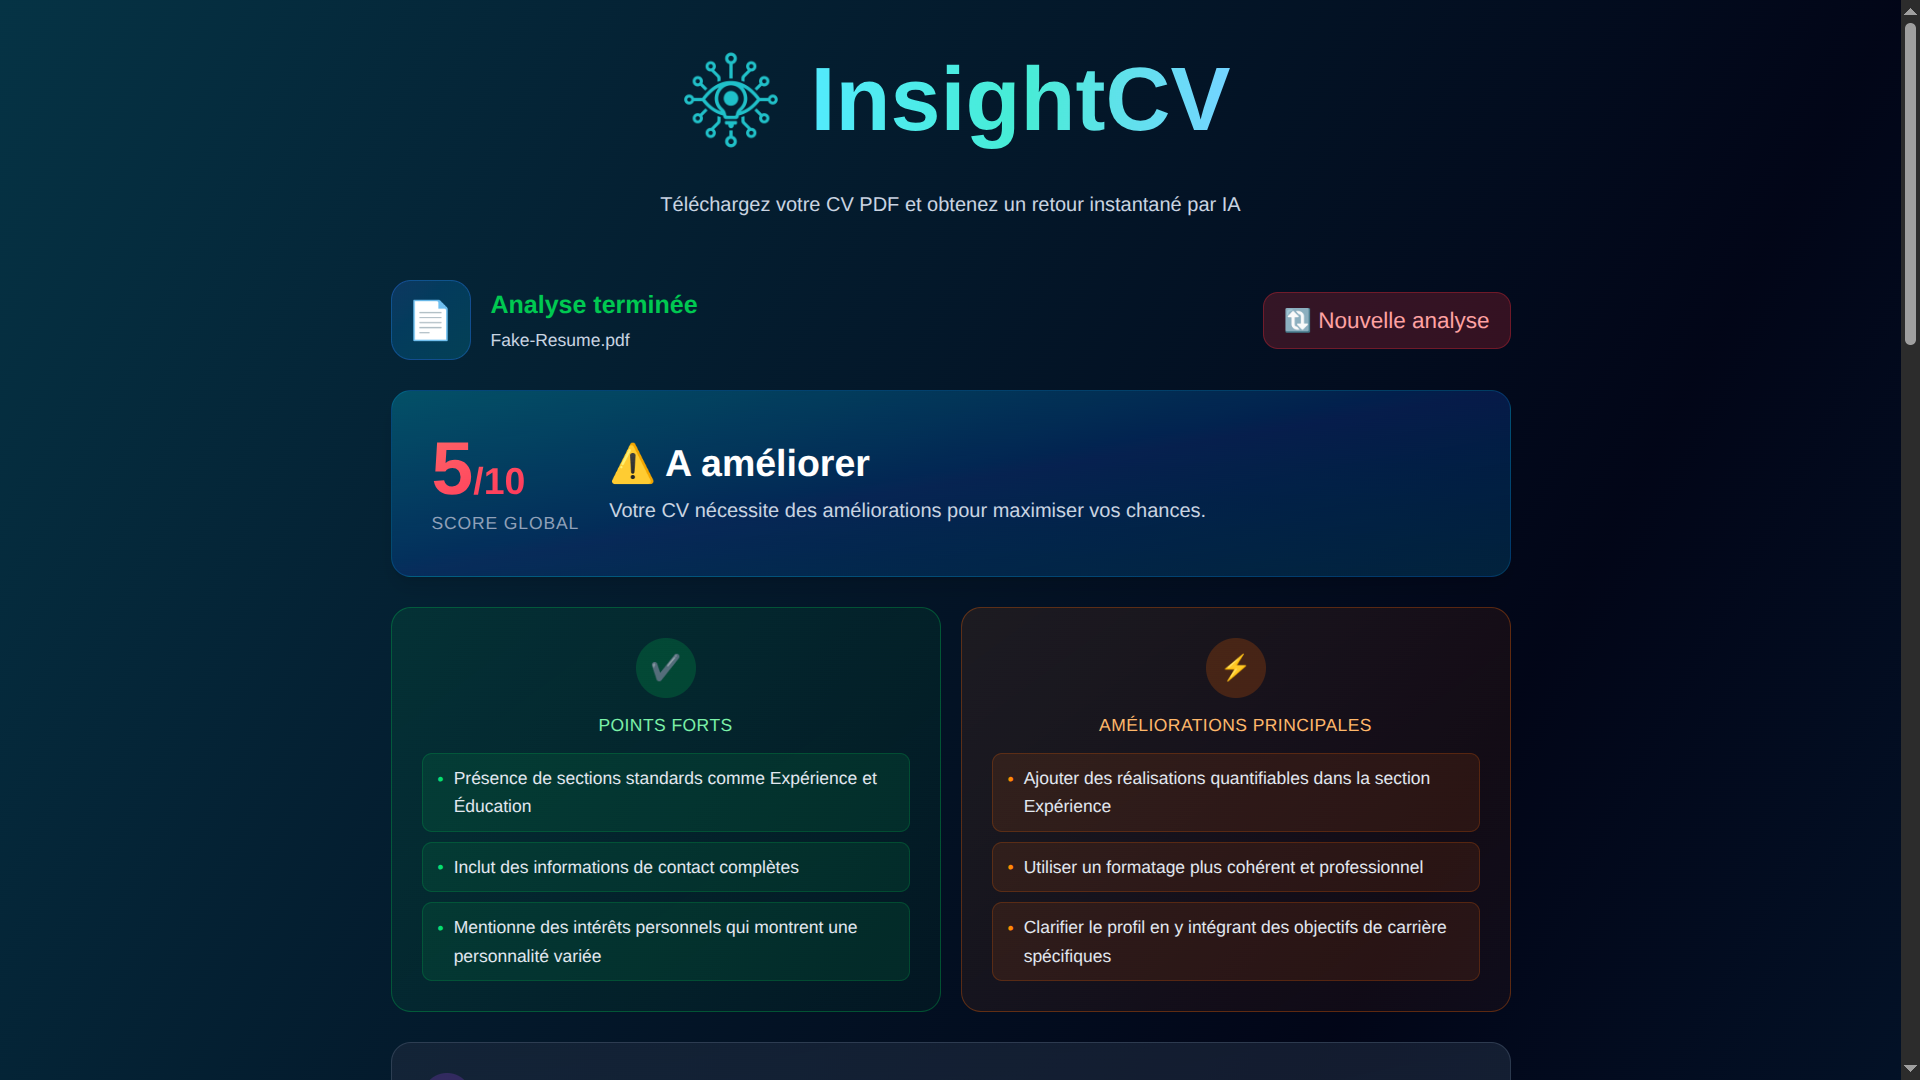 InsightCV
Téléchargez votre CV PDF et obtenez un retour instantané par IA
Analyse terminée
Fake-Resume.pdf
Nouvelle analyse
5/10
SCORE GLOBAL
A améliorer
Votre CV nécessite des améliorations pour maximiser vos chances.
POINTS FORTS
• Présence de sections standards comme Expérience et
Éducation
• Inclut des informations de contact complètes
• Mentionne des intérêts personnels qui montrent une
personnalité variée
AMÉLIORATIONS PRINCIPALES
• Ajouter des réalisations quantifiables dans la section
Expérience
• Utiliser un formatage plus cohérent et professionnel
• Clarifier le profil en y intégrant des objectifs de carrière
spécifiques